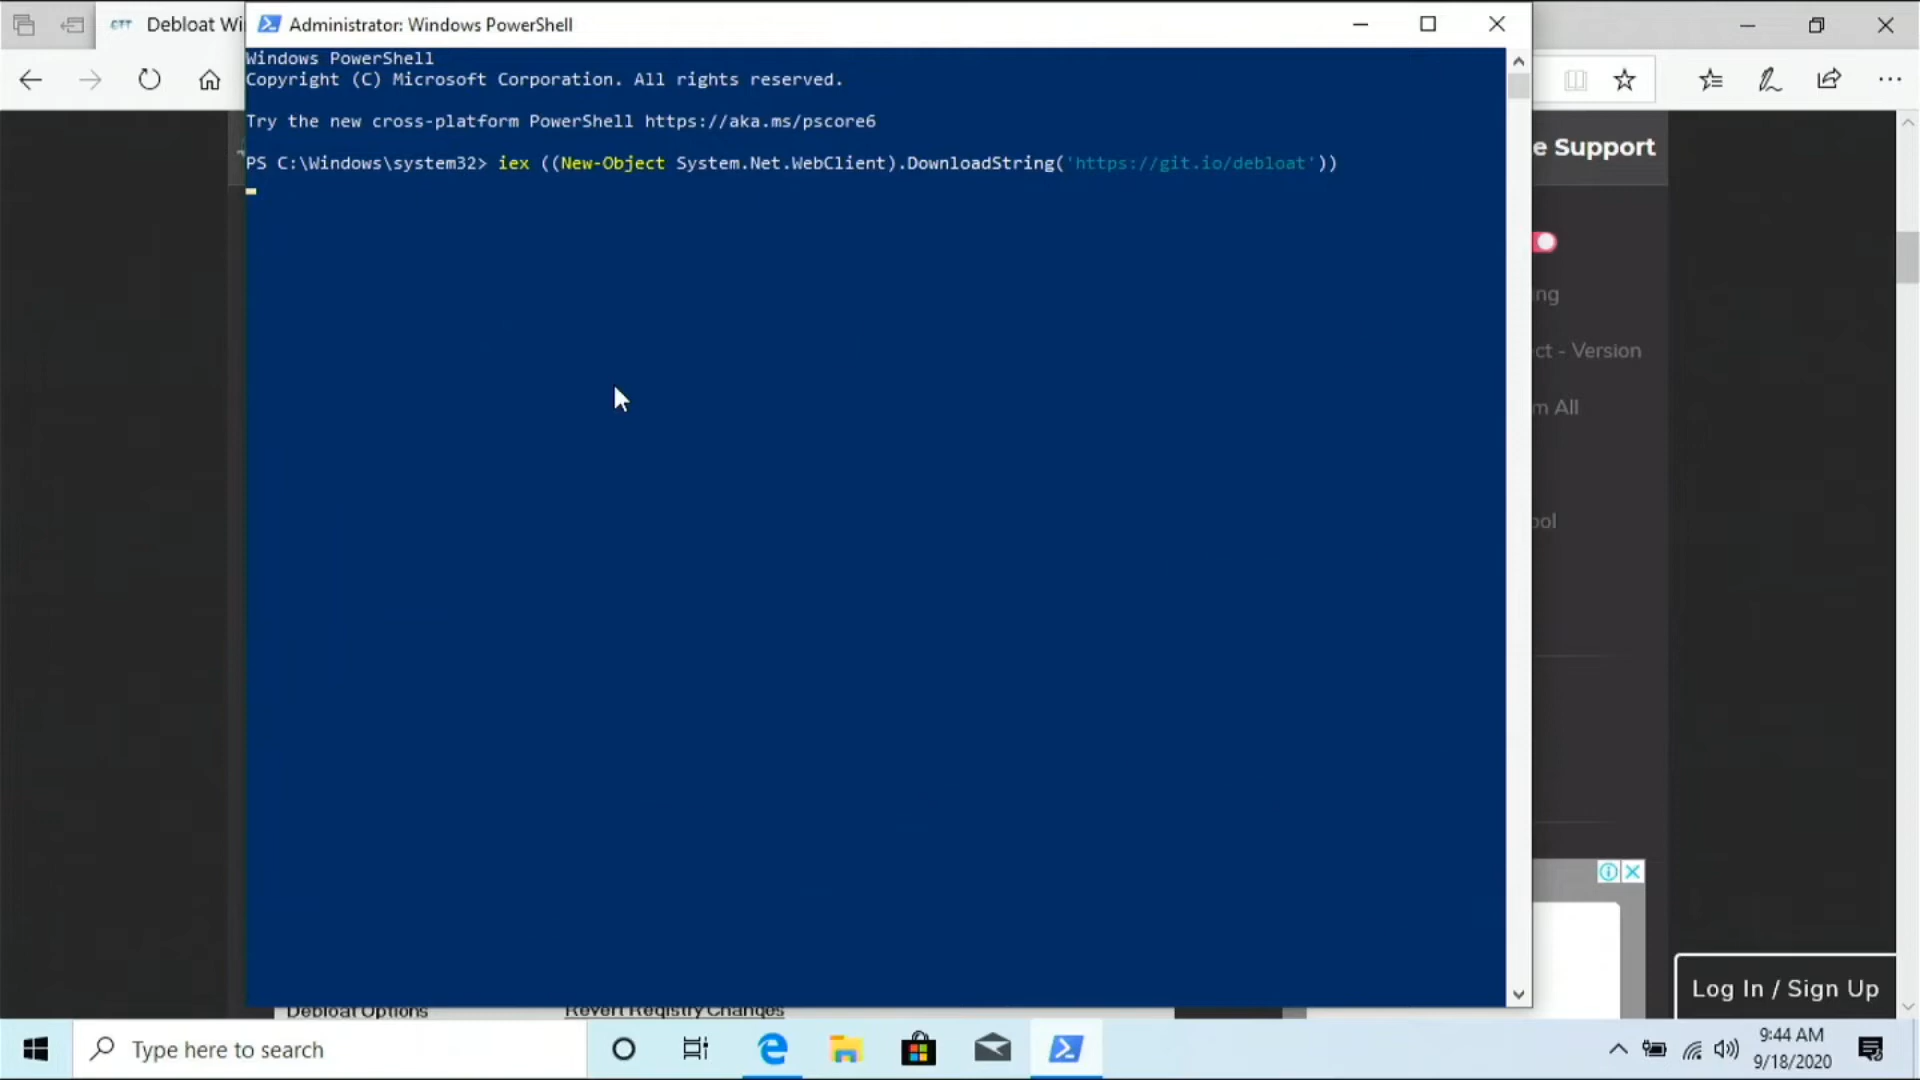 Debloat Wi
Administrator: Windows PowerShell
Windows PowerShell
Copyright (C) Microsoft Corporation. All rights reserved.
Try the new cross-platform PowerShell https://aka.ms/pscore6
PS C:\Windows\system32> iex ((New-Object System.Net.WebClient).DownloadString('https://git.io/debloat'))
e Support
ing
ct - Version
m All
ool
Debloat Options
Revert Registry Changes
Log In / Sign Up
Type here to search
9:44 AM
9/18/2020